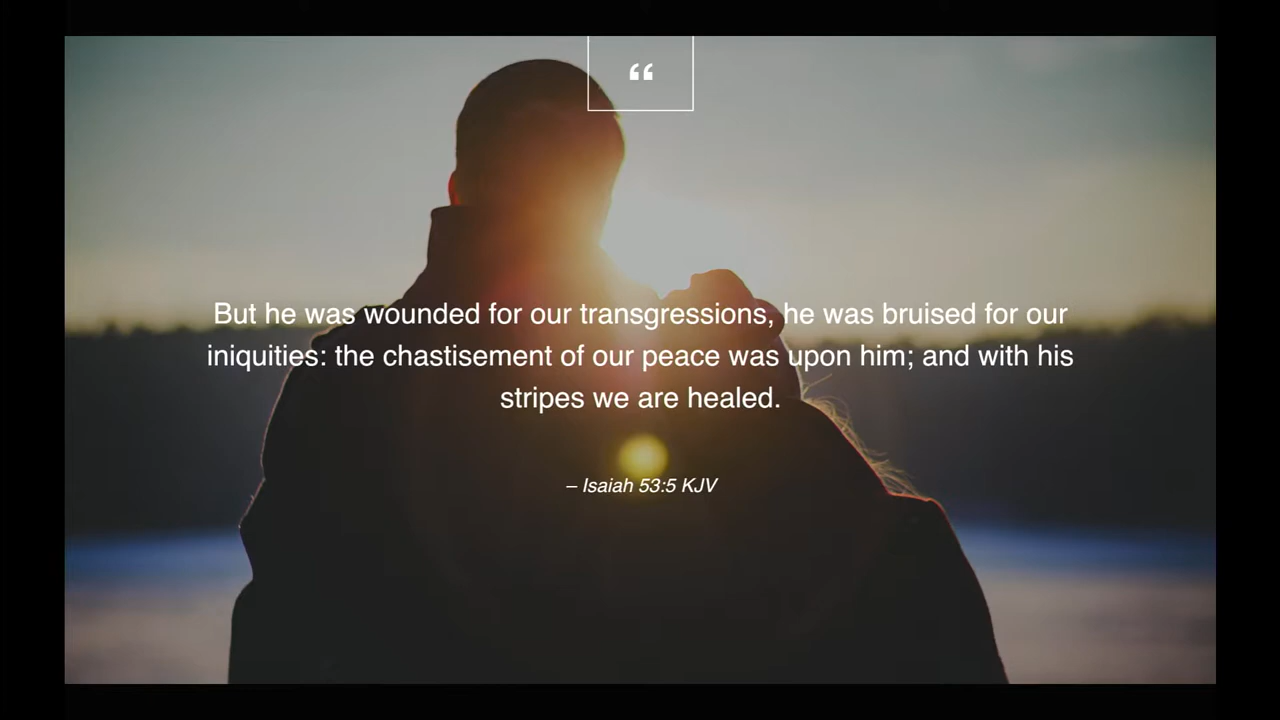 “
But he was wounded for our transgressions, he was bruised for our
iniquities: the chastisement of our peace was upon him; and with his
stripes we are healed.
– Isaiah 53:5 KJV